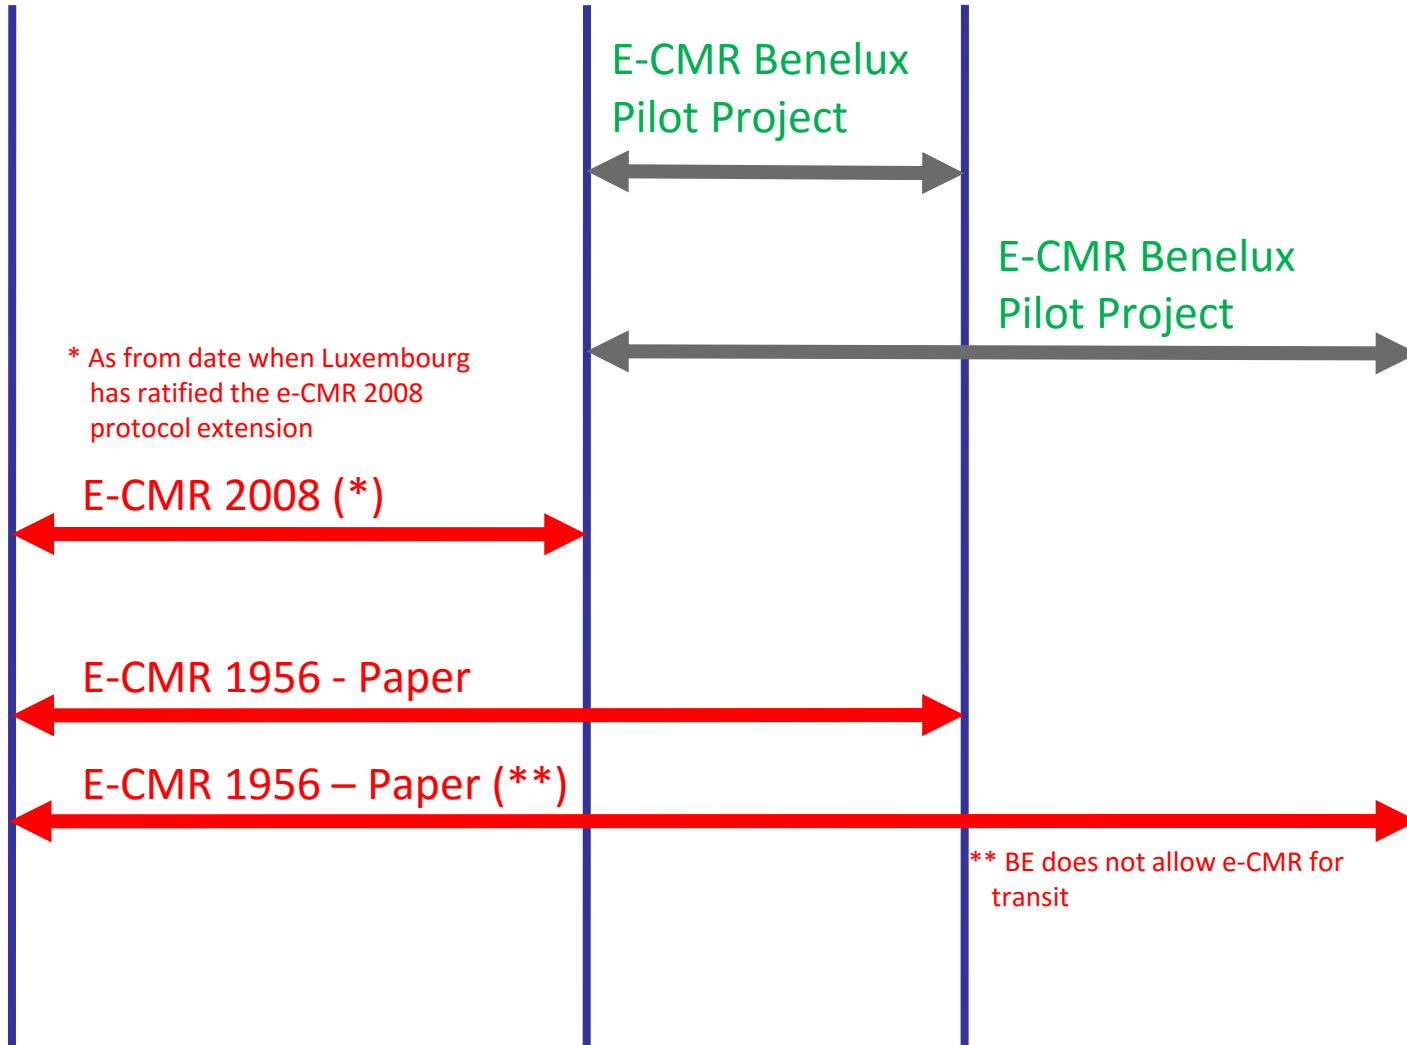 E-CMR Benelux
Pilot Project
E-CMR Benelux
Pilot Project
* As from date when Luxembourg
has ratified the e-CMR 2008
protocol extension
E-CMR 2008 (*)
E-CMR 1956 - Paper
E-CMR 1956 – Paper (**)
** BE does not allow e-CMR for
transit